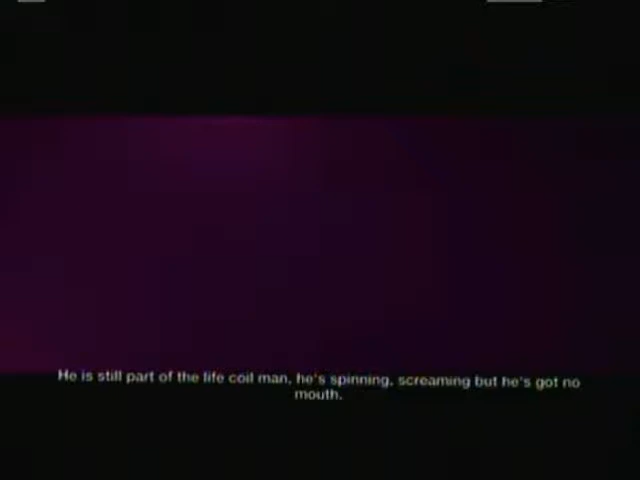 He is still part of the life coil man, he's spinning, screaming but he's got no
mouth.